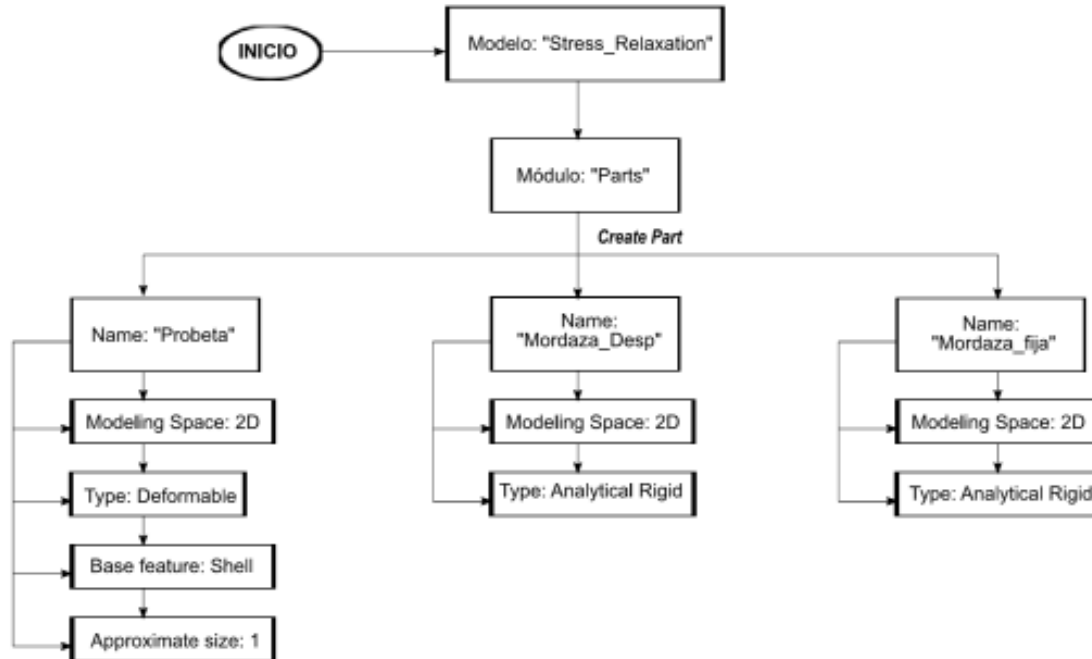 INICIO
Modelo: "Stress_Relaxation"
Módulo: "Parts"
Create Part
Name: "Probeta"
Modeling Space: 2D
Type: Deformable
Base feature: Shell
Approximate size: 1
Name:
"Mordaza_Desp"
Modeling Space: 2D
Type: Analytical Rigid
Name:
"Mordaza_fija"
Modeling Space: 2D
Type: Analytical Rigid